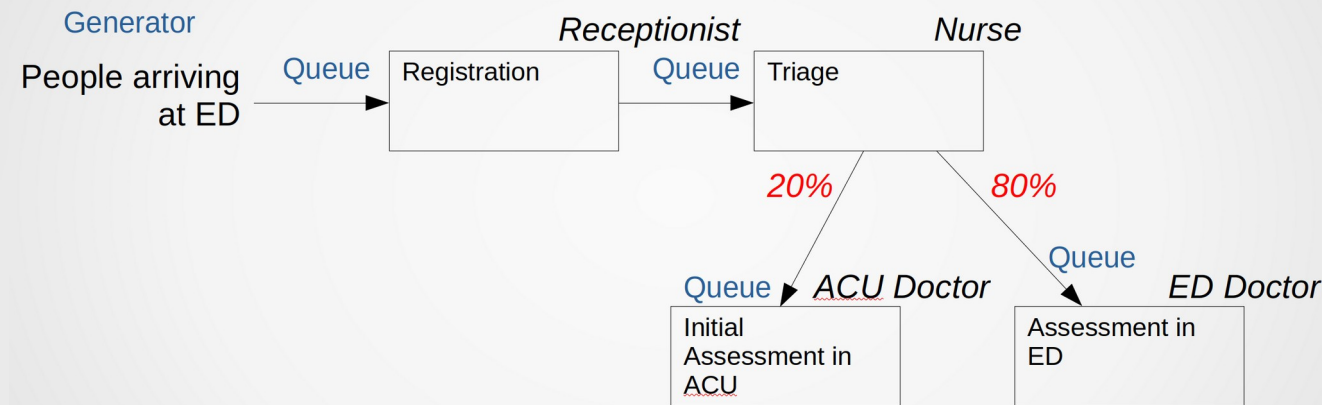 Generator
People arriving
at ED
Queue
Receptionist
Registration
Queue
Nurse
Triage
20%
80%
Queue
ACU Doctor
Initial
Assessment in
ACU
Queue
ED Doctor
Assessment in
ED